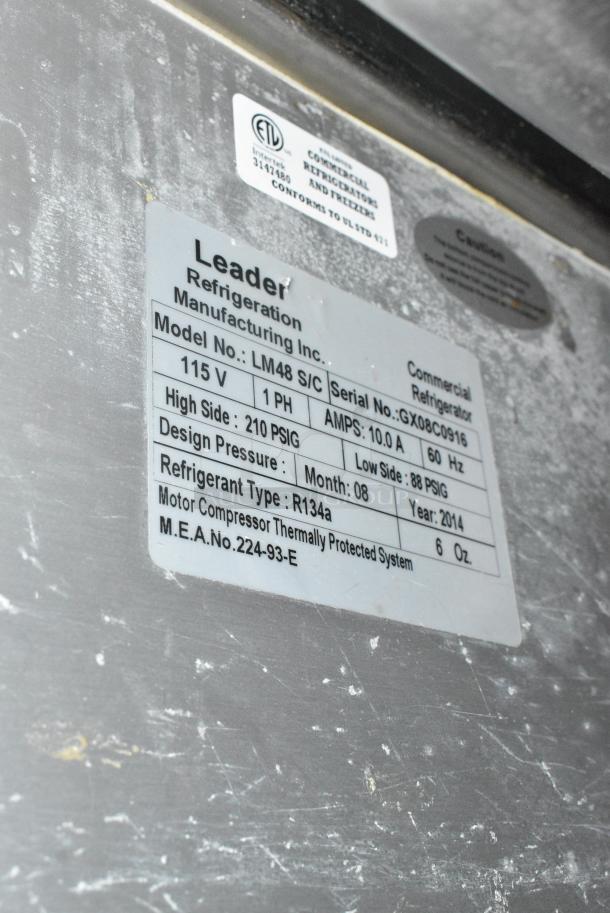 ETL US
Intertek
3147480
COMMERCIAL
REFRIGERATORS
AND FREEZERS
CONFORMS TO UL STD 471
Caution
Leader
Refrigeration
Manufacturing Inc.
Commercial
Refrigerator
Model No.: LM48 S/C Serial No.:GX08C0916
115 V 1 PH AMPS: 10.0 A 60 Hz
High Side : 210 PSIG Low Side : 88 PSIG
Design Pressure : Month: 08 Year: 2014
Refrigerant Type : R134a 6 Oz.
Motor Compressor Thermally Protected System
M.E.A.No.224-93-E